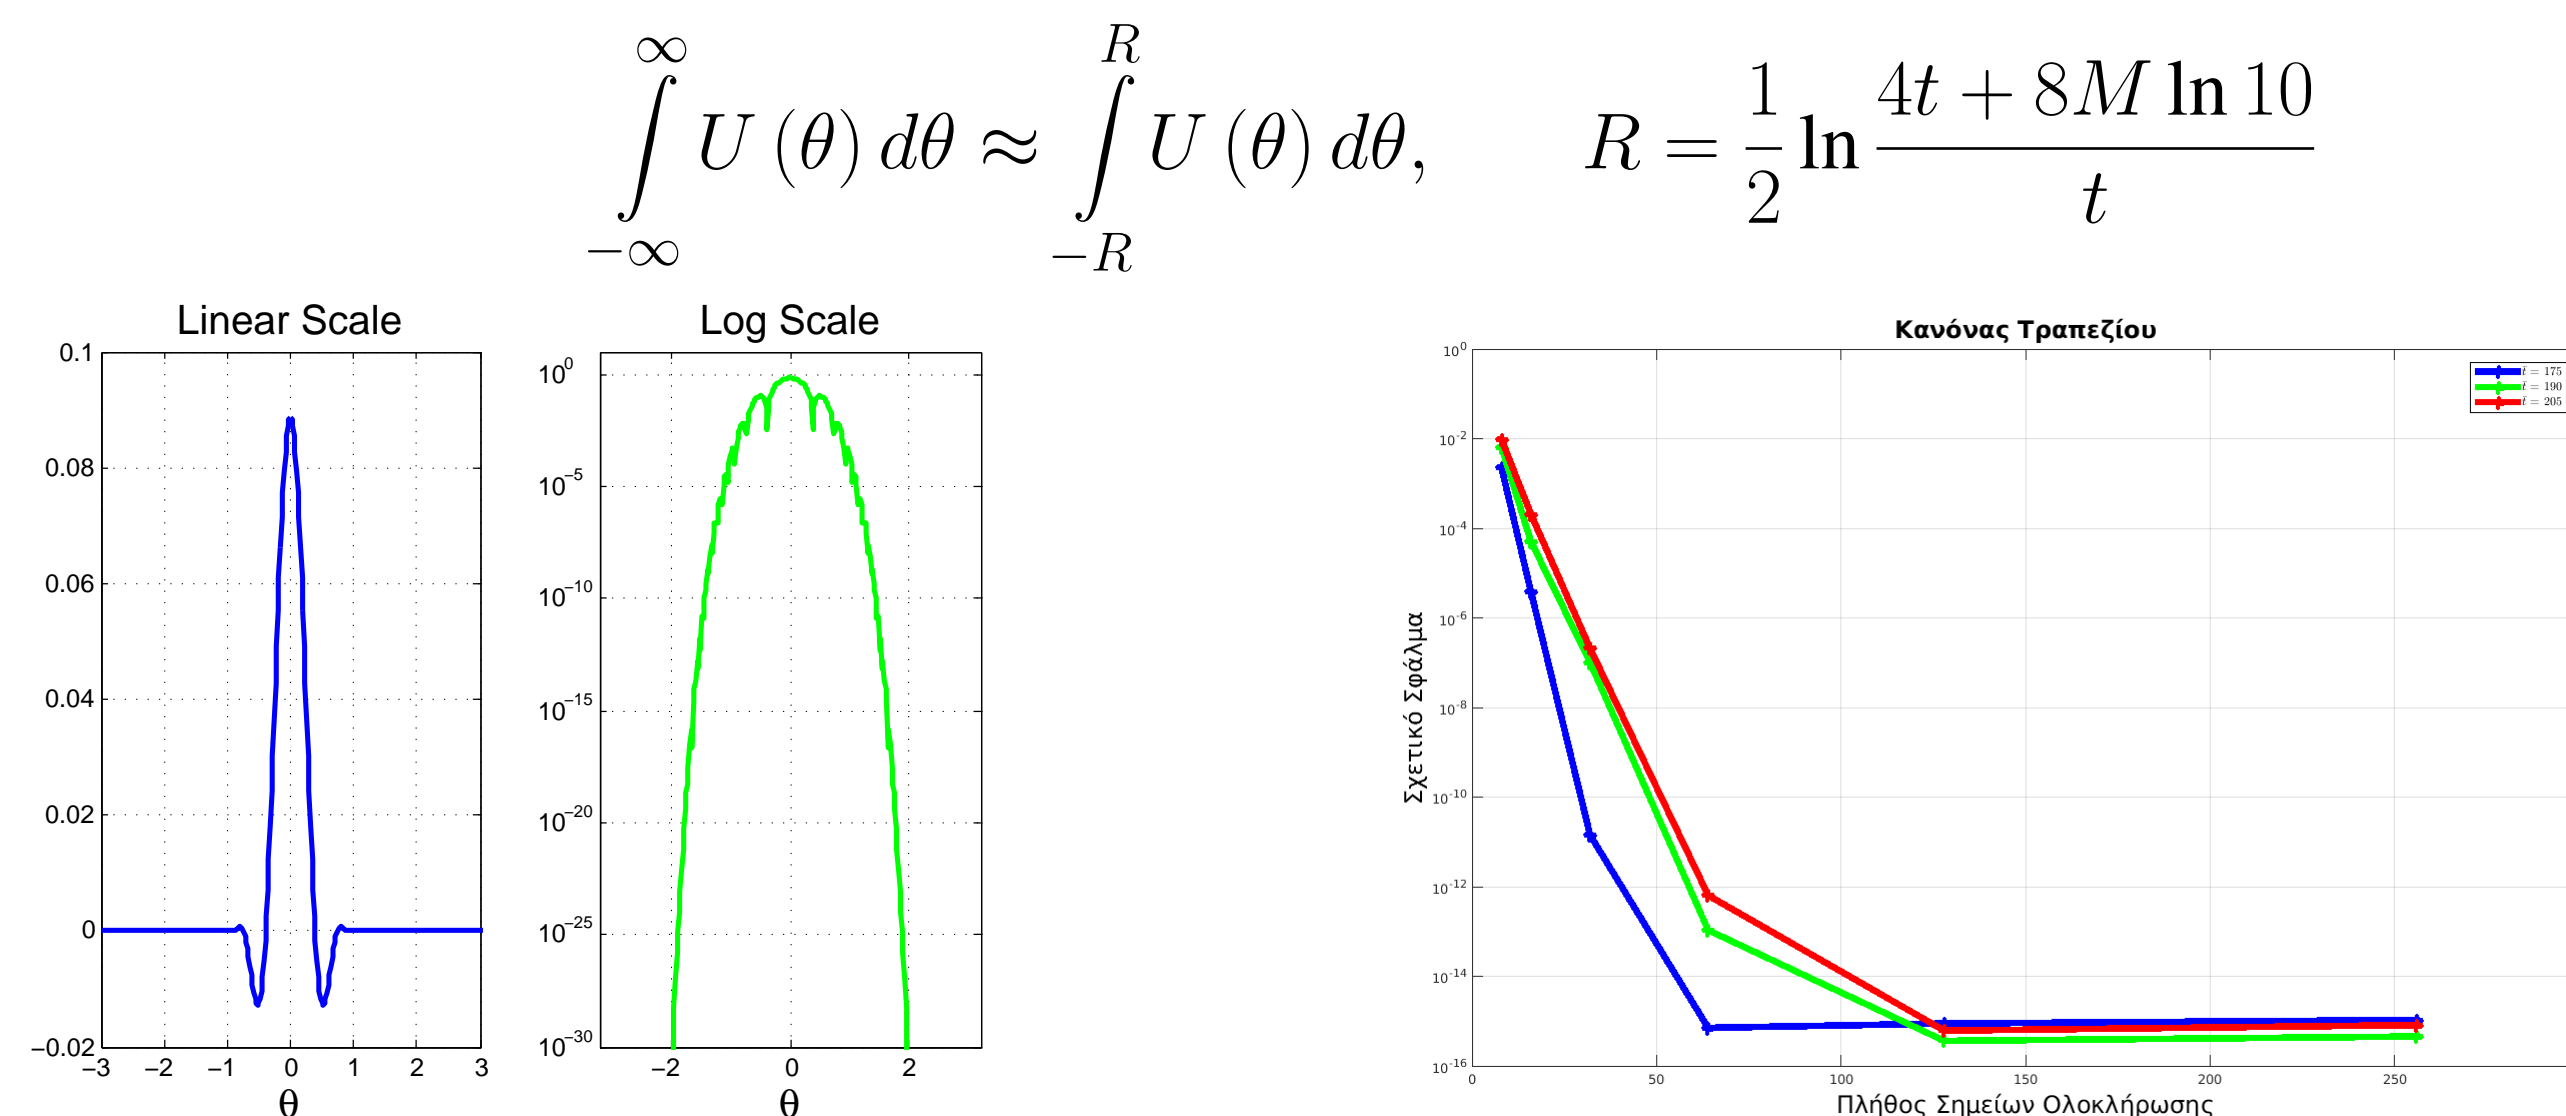 ∫_{-∞}^{∞} U(θ) dθ ≈ ∫_{-R}^{R} U(θ) dθ, R = 1/2 ln (4t + 8M ln 10)/t
Linear Scale
0.1
0.08
0.06
0.04
0.02
0
−0.02
−3 −2 −1 0 1 2 3
θ
Log Scale
10^0
10^−5
10^−10
10^−15
10^−20
10^−25
10^−30
−2 0 2
θ
Κανόνας Τραπεζίου
t̄ = 175
t̄ = 190
t̄ = 205
Σχετικό Σφάλμα
10^0
10^-2
10^-4
10^-6
10^-8
10^-10
10^-12
10^-14
10^-16
0 50 100 150 200 250
Πλήθος Σημείων Ολοκλήρωσης